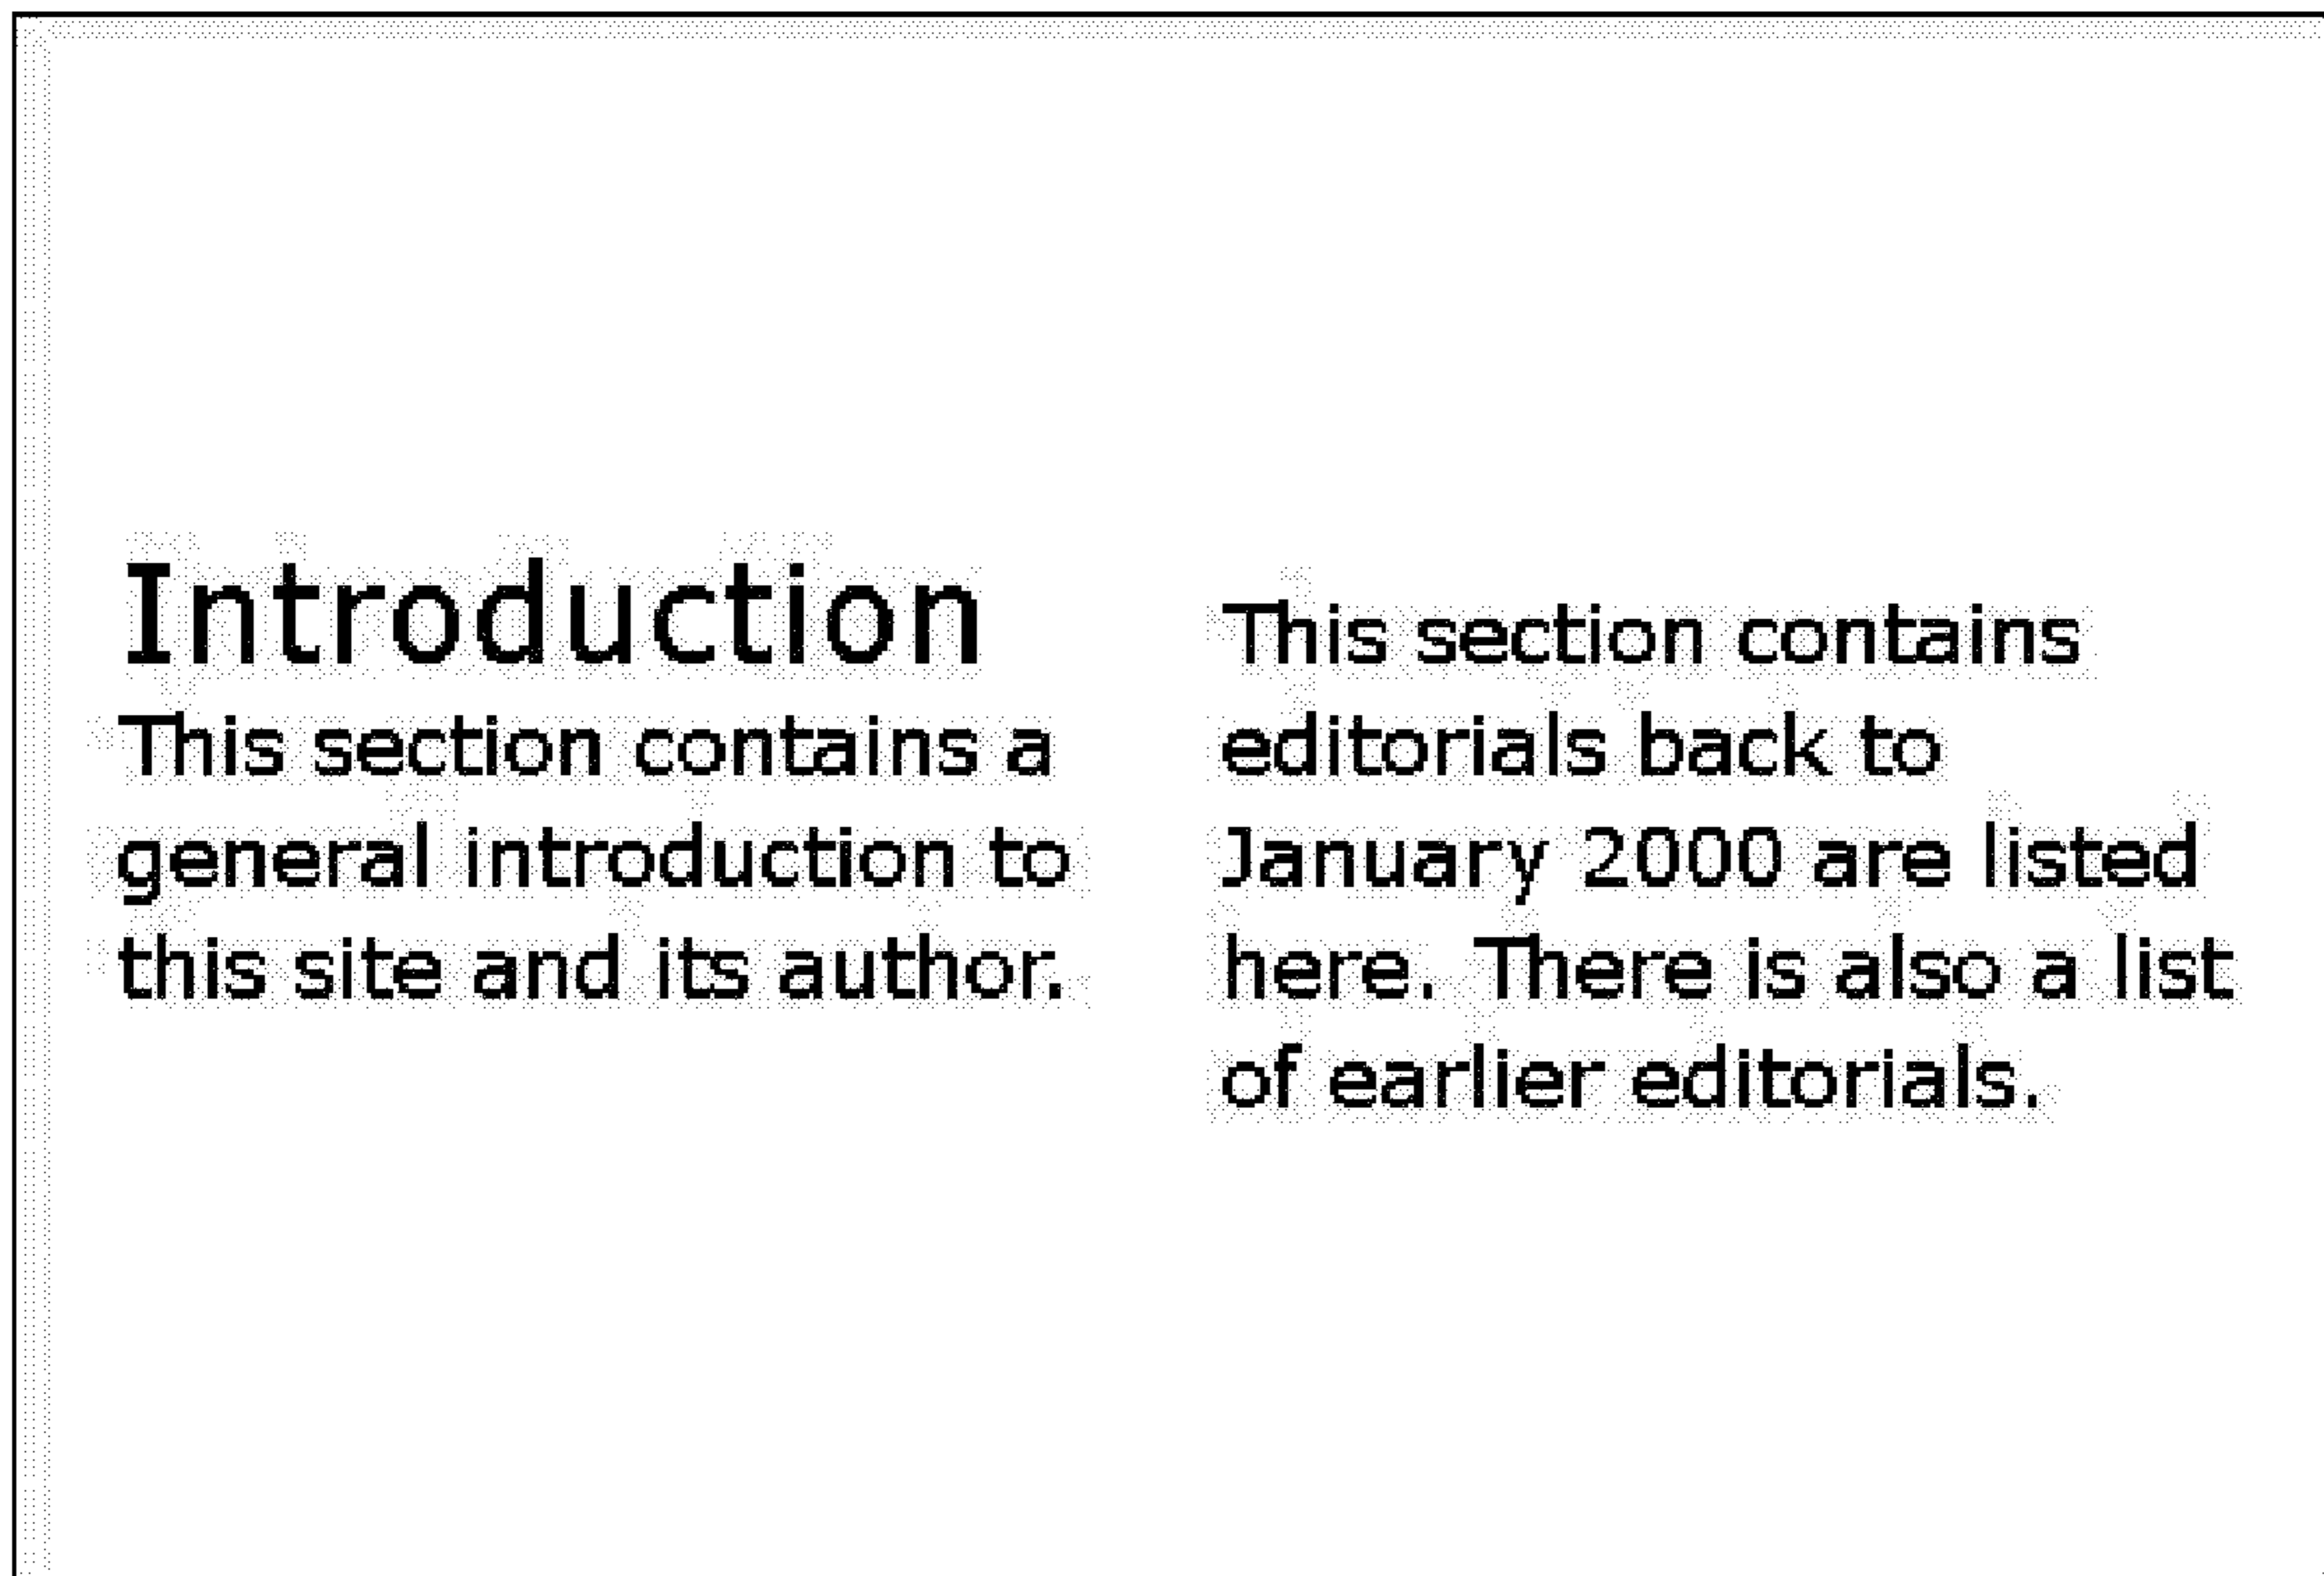 Introduction
This section contains a
general introduction to
this site and its author.
This section contains
editorials back to
January 2000 are listed
here. There is also a list
of earlier editorials.